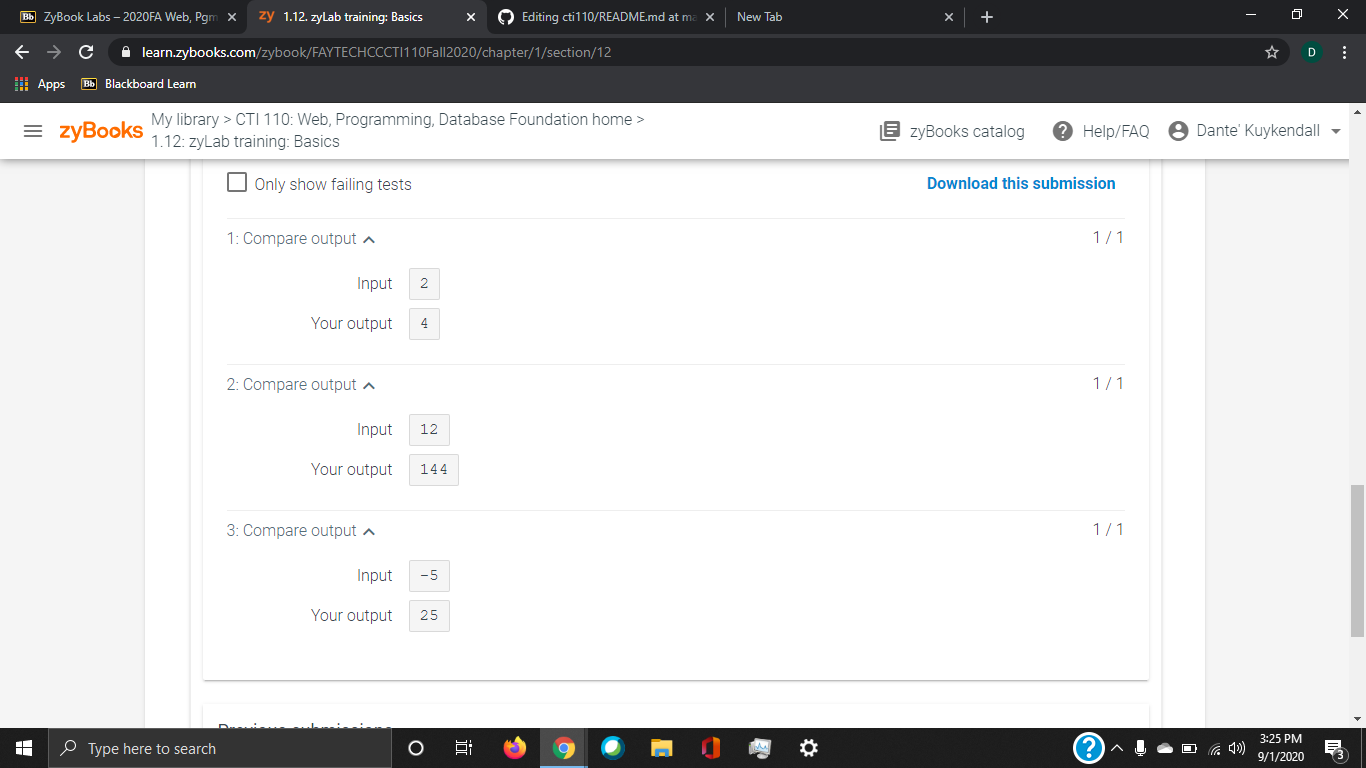 ZyBook Labs – 2020FA Web, Pgm
1.12. zyLab training: Basics
Editing cti110/README.md at ma
New Tab
learn.zybooks.com/zybook/FAYTECHCCCTI110Fall2020/chapter/1/section/12
D
Apps
Bb Blackboard Learn
zyBooks
My library > CTI 110: Web, Programming, Database Foundation home >
1.12: zyLab training: Basics
zyBooks catalog
Help/FAQ
Dante' Kuykendall
Only show failing tests
Download this submission
1: Compare output
1 / 1
Input 2
Your output 4
2: Compare output
1 / 1
Input 12
Your output 144
3: Compare output
1 / 1
Input -5
Your output 25
Previous submissions
Type here to search
3:25 PM
9/1/2020
3